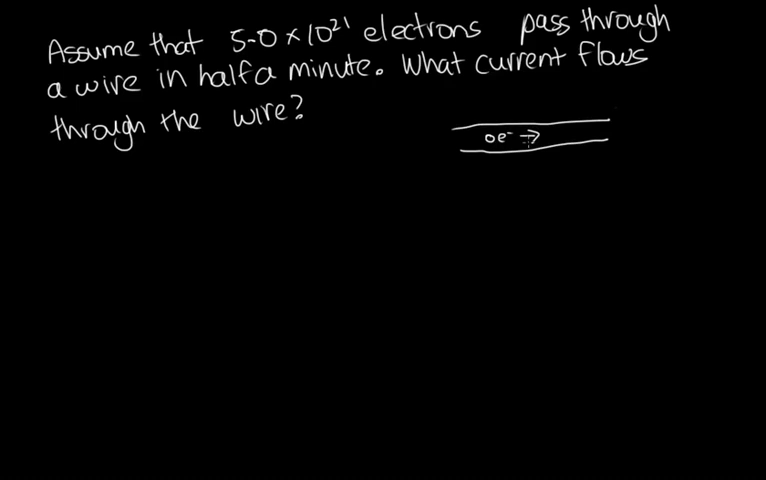 Assume that 5.0 × 10²¹ electrons pass through
a wire in half a minute. What current flows
through the wire?
e⁻ →